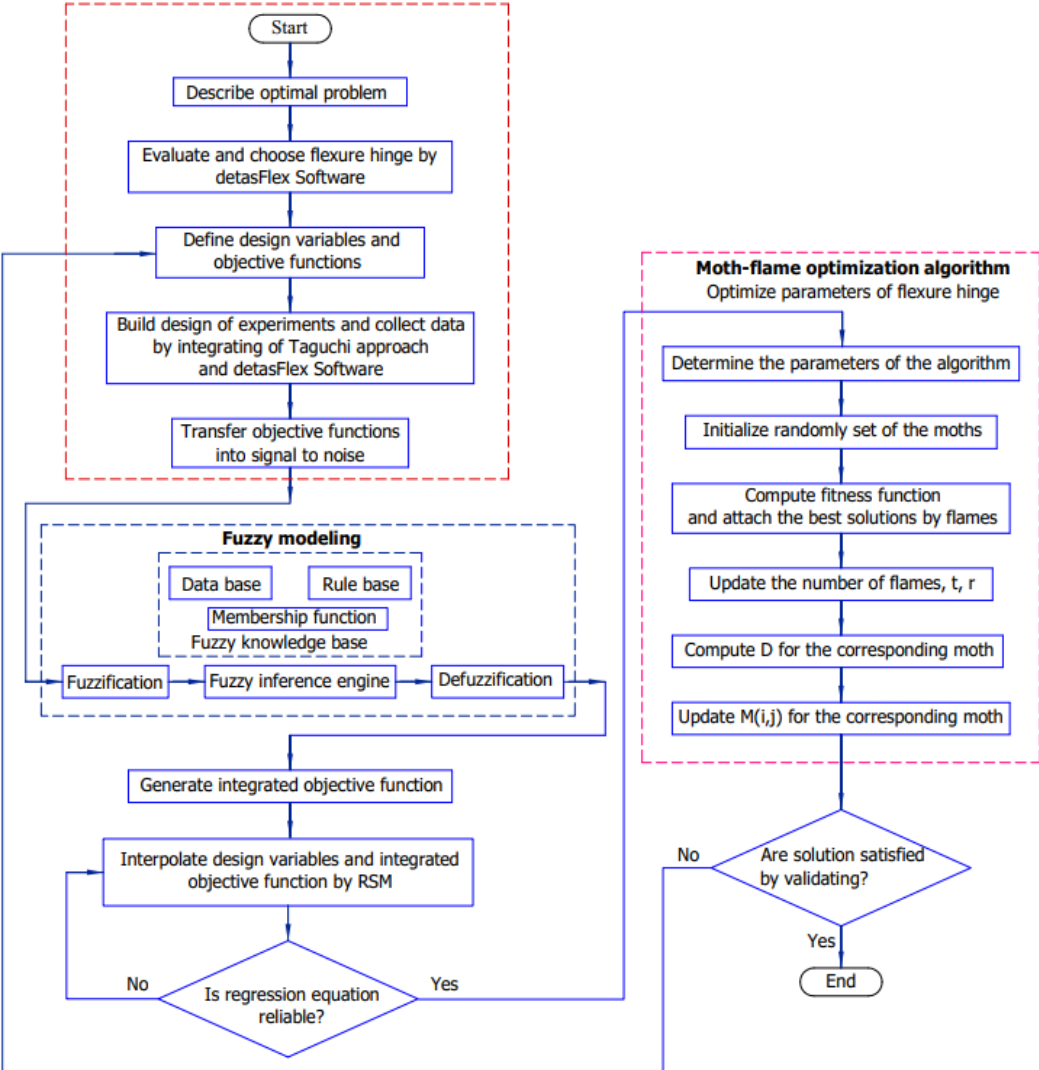 Start
Describe optimal problem
Evaluate and choose flexure hinge by
detasFlex Software
Define design variables and
objective functions
Build design of experiments and collect data
by integrating of Taguchi approach
and detasFlex Software
Transfer objective functions
into signal to noise
Fuzzy modeling
Data base
Rule base
Membership function
Fuzzy knowledge base
Fuzzification
Fuzzy inference engine
Defuzzification
Generate integrated objective function
Interpolate design variables and integrated
objective function by RSM
No
Yes
Is regression equation
reliable?
Moth-flame optimization algorithm
Optimize parameters of flexure hinge
Determine the parameters of the algorithm
Initialize randomly set of the moths
Compute fitness function
and attach the best solutions by flames
Update the number of flames, t, r
Compute D for the corresponding moth
Update M(i,j) for the corresponding moth
No
Are solution satisfied
by validating?
Yes
End